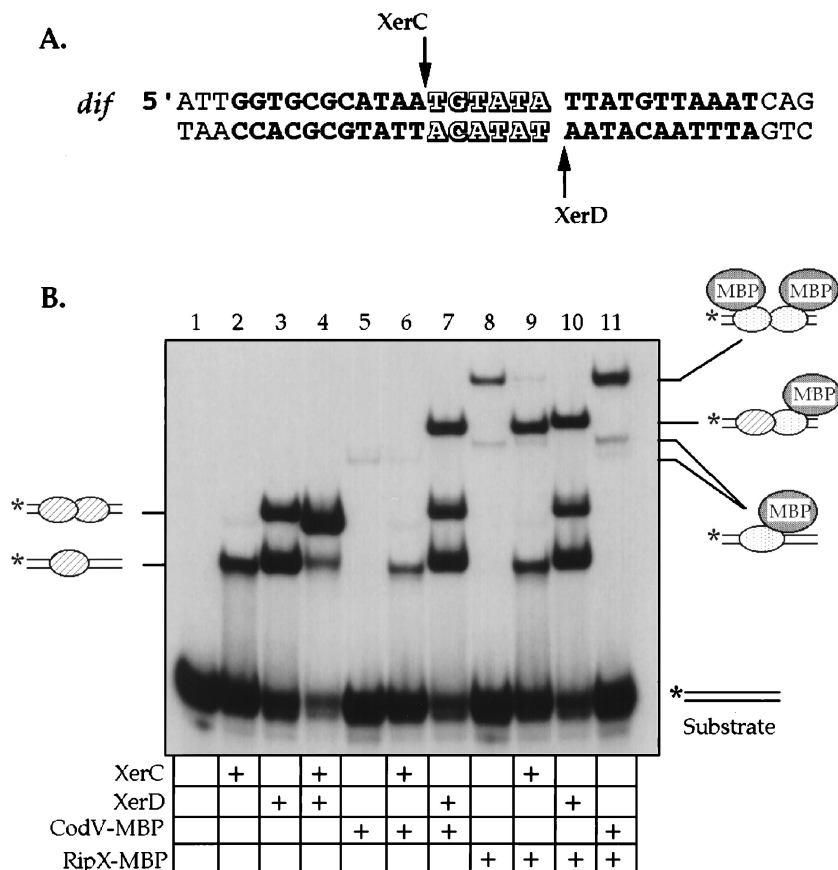 A.
XerC
dif 5'ATTGGTGCGCATAATGTATA TTATGTTAAATCAG
TAACCACGCGTATTACATAT AATACAATTTAGTC
XerD
B.
1 2 3 4 5 6 7 8 9 10 11
MBP MBP
*
MBP
*
*
MBP
*
*
*
Substrate
XerC + + + +
XerD + + + +
CodV-MBP + + + +
RipX-MBP + + + +